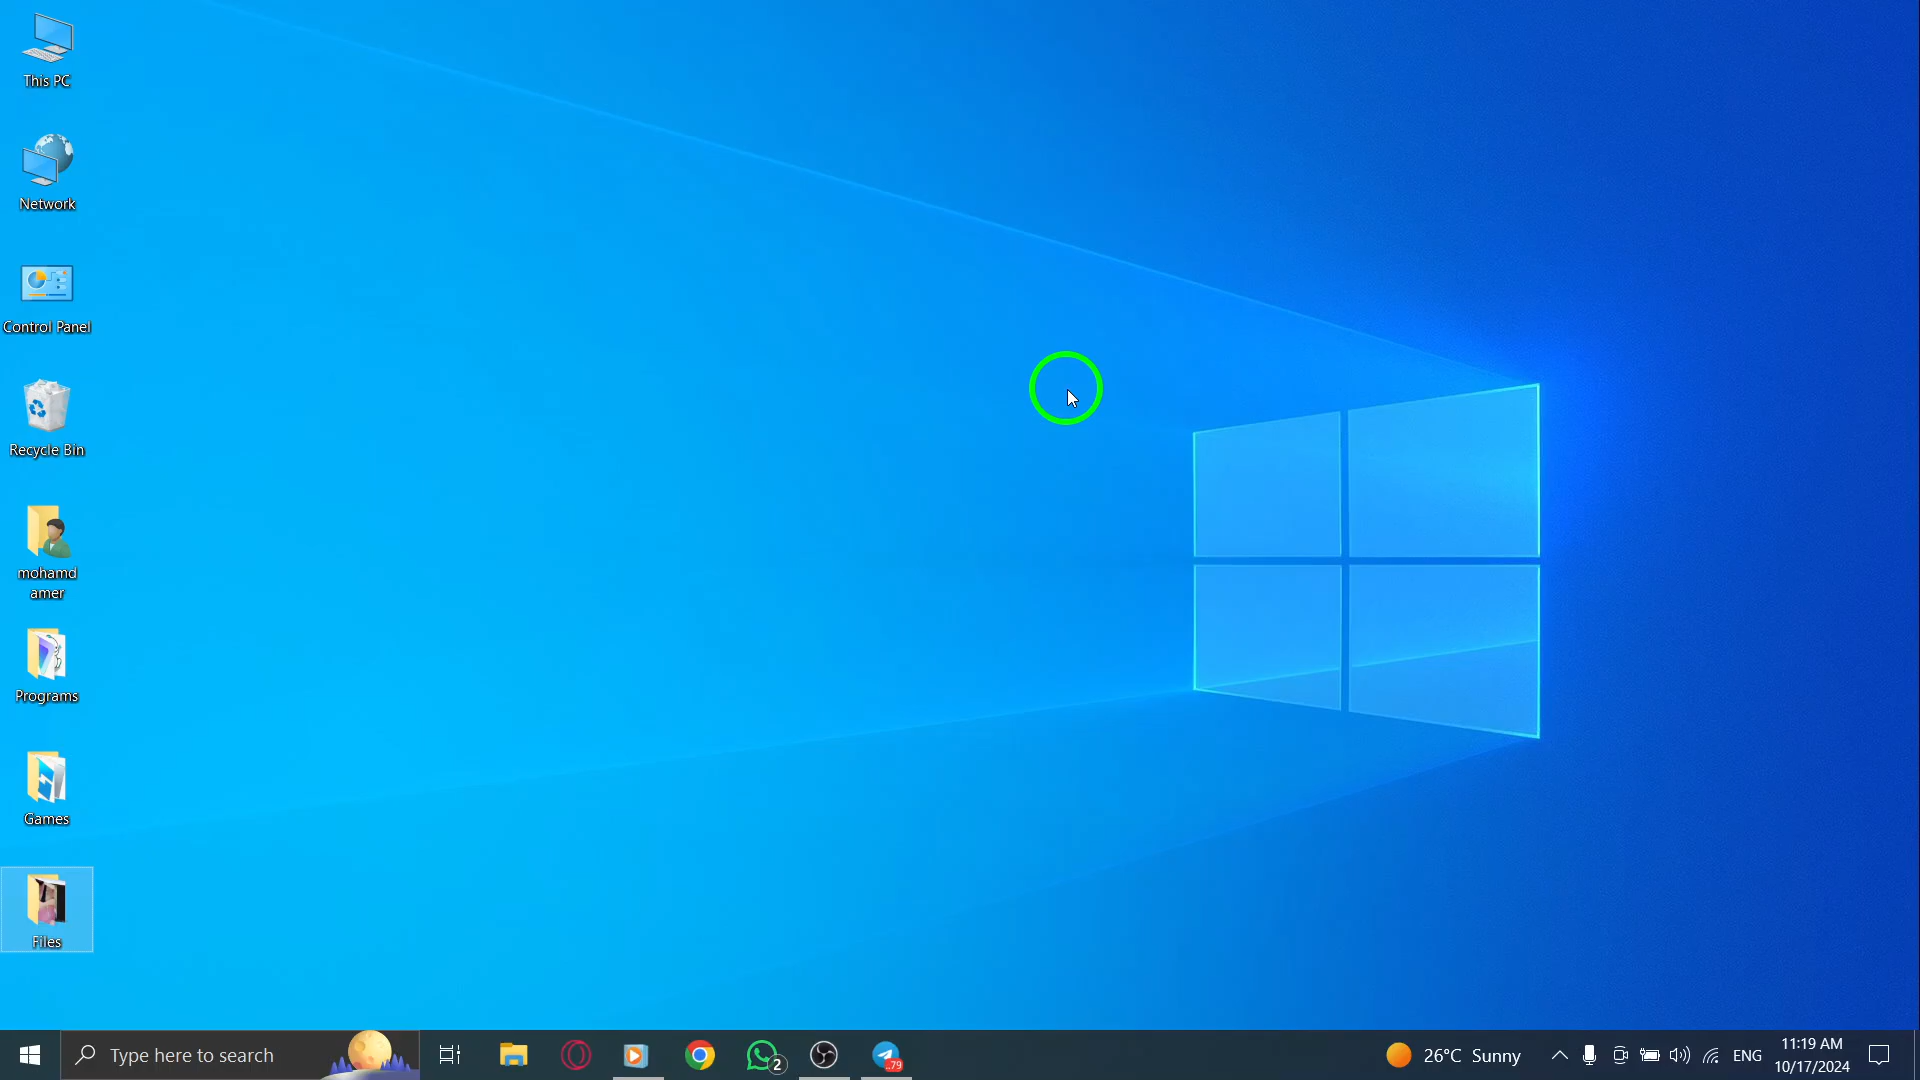 This PC
Network
Control Panel
Recycle Bin
mohamd
amer
Programs
Games
Files
Type here to search
2
..79
26°C Sunny
ENG
11:19 AM
10/17/2024